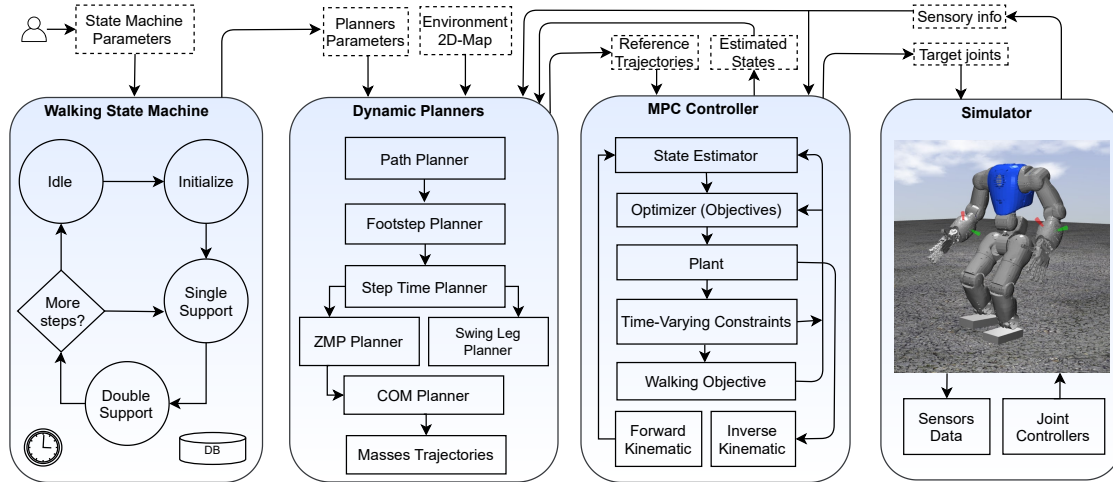 State Machine
Parameters
Planners
Parameters
Environment
2D-Map
Reference
Trajectories
Estimated
States
Sensory info
Target joints
Walking State Machine
Idle
Initialize
More
steps?
Single
Support
Double
Support
DB
Dynamic Planners
Path Planner
Footstep Planner
Step Time Planner
ZMP Planner
Swing Leg
Planner
COM Planner
Masses Trajectories
MPC Controller
State Estimator
Optimizer (Objectives)
Plant
Time-Varying Constraints
Walking Objective
Forward
Kinematic
Inverse
Kinematic
Simulator
Sensors
Data
Joint
Controllers